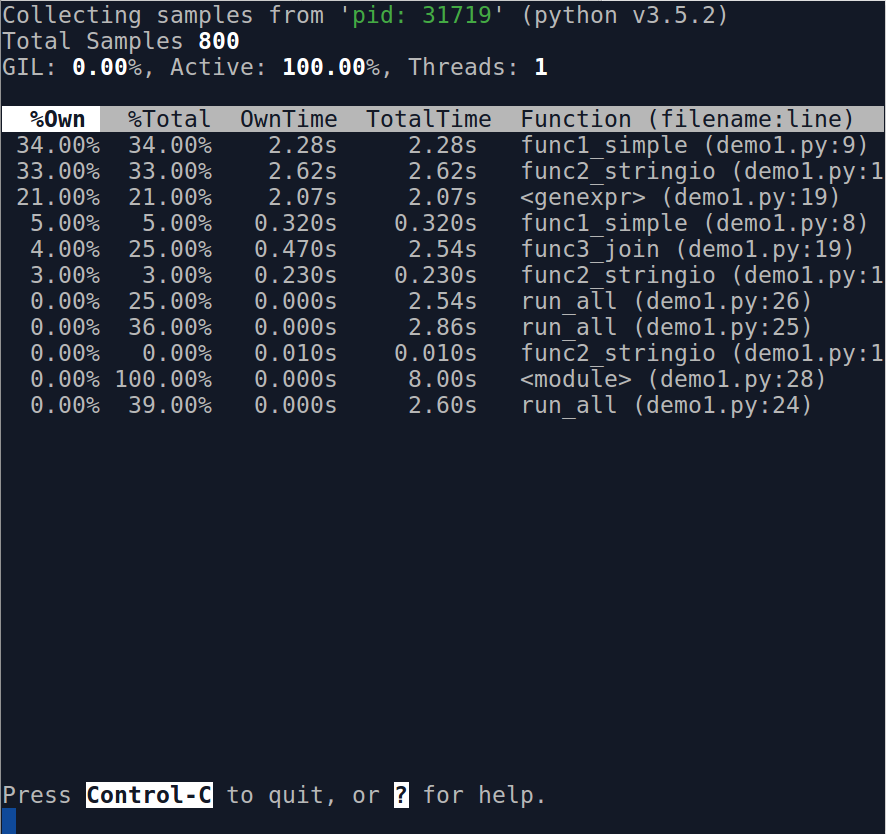 Collecting samples from 'pid: 31719' (python v3.5.2)
Total Samples 800
GIL: 0.00%, Active: 100.00%, Threads: 1
%Own %Total OwnTime TotalTime Function (filename:line)
34.00% 34.00% 2.28s 2.28s func1_simple (demo1.py:9)
33.00% 33.00% 2.62s 2.62s func2_stringio (demo1.py:1
21.00% 21.00% 2.07s 2.07s <genexpr> (demo1.py:19)
5.00% 5.00% 0.320s 0.320s func1_simple (demo1.py:8)
4.00% 25.00% 0.470s 2.54s func3_join (demo1.py:19)
3.00% 3.00% 0.230s 0.230s func2_stringio (demo1.py:1
0.00% 25.00% 0.000s 2.54s run_all (demo1.py:26)
0.00% 36.00% 0.000s 2.86s run_all (demo1.py:25)
0.00% 0.00% 0.010s 0.010s func2_stringio (demo1.py:1
0.00% 100.00% 0.000s 8.00s <module> (demo1.py:28)
0.00% 39.00% 0.000s 2.60s run_all (demo1.py:24)
Press Control-C to quit, or ? for help.